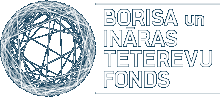 BORISA un
INĀRAS
TETEREVU
FONDS